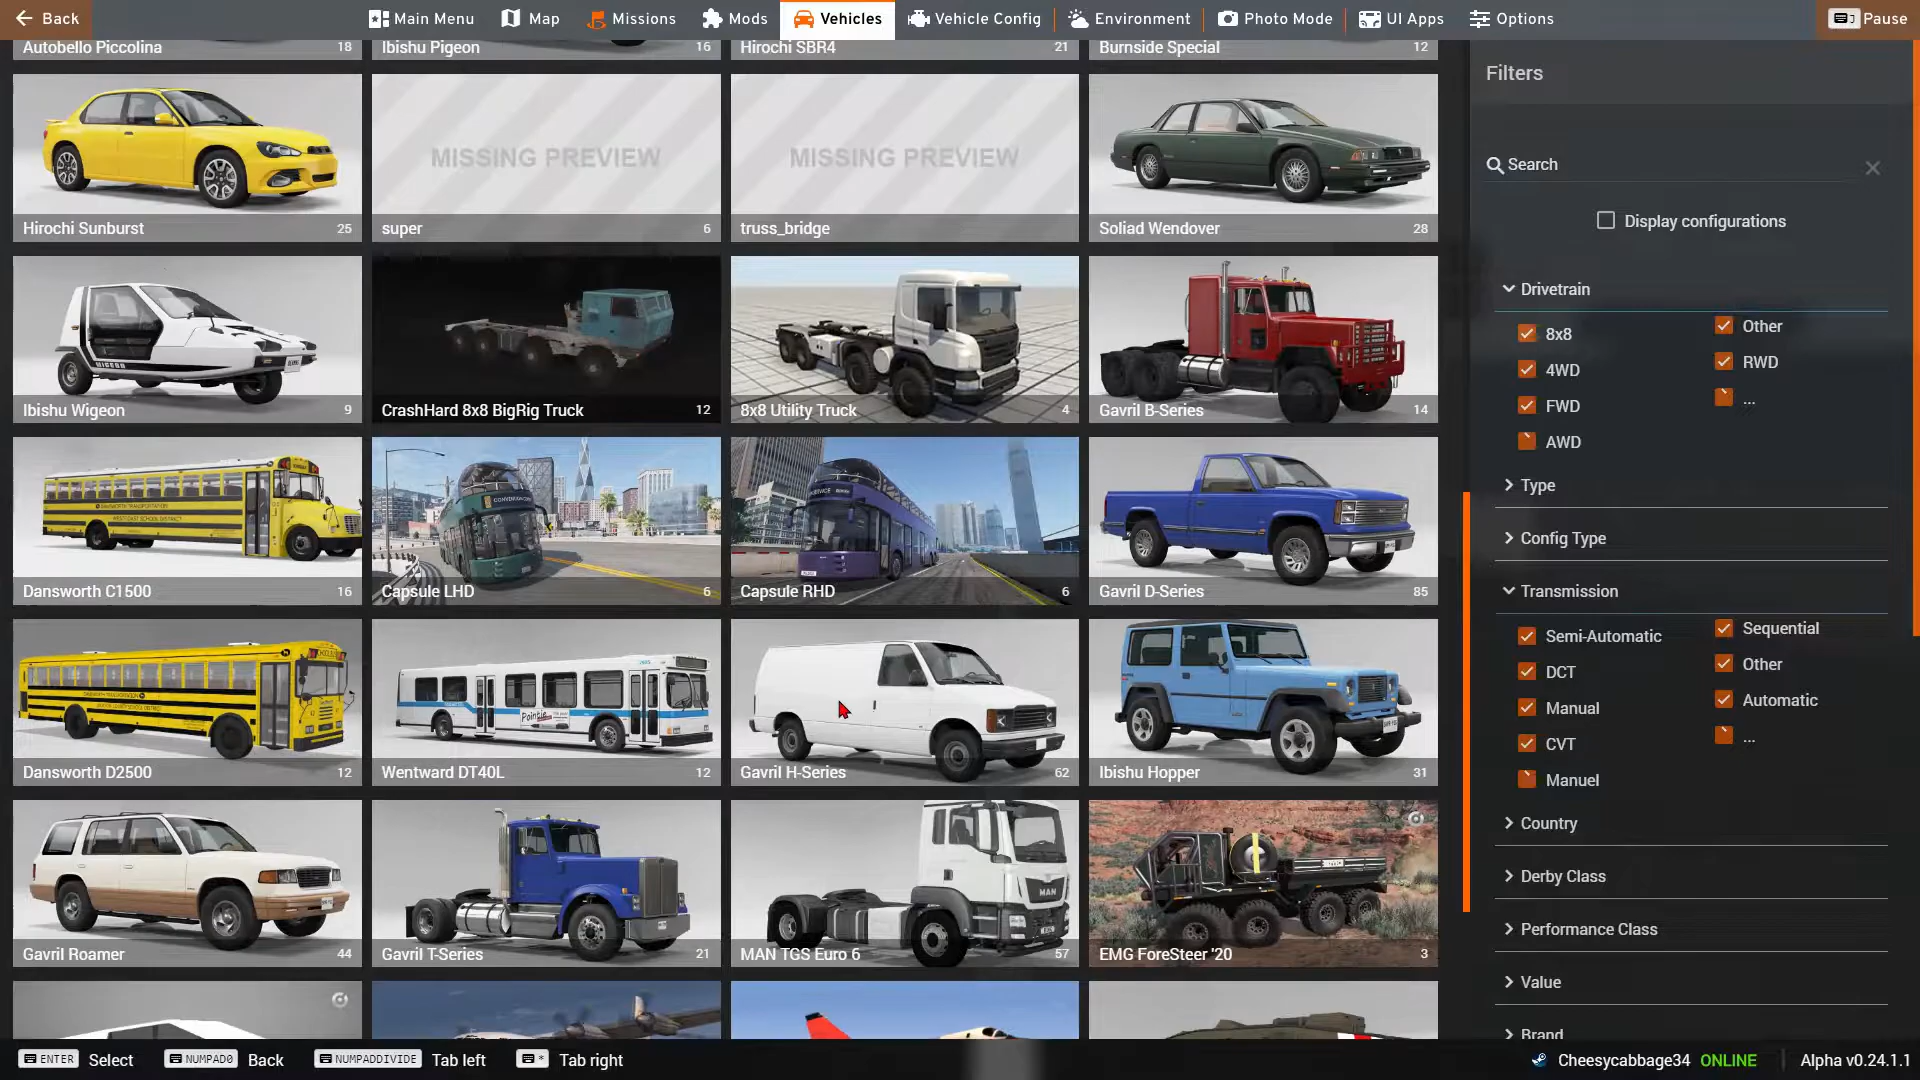 Back
Main Menu
Map
Missions
Mods
Vehicles
Vehicle Config
Environment
Photo Mode
UI Apps
Options
J Pause
Autobello Piccolina 18
Ibishu Pigeon 16
Hirochi SBR4 21
Burnside Special 12
Hirochi Sunburst 25
MISSING PREVIEW
super 6
MISSING PREVIEW
truss_bridge
Soliad Wendover 28
Ibishu Wigeon 9
CrashHard 8x8 BigRig Truck 12
8x8 Utility Truck 4
Gavril B-Series 14
Dansworth C1500 16
Capsule LHD 6
Capsule RHD 6
Gavril D-Series 85
Dansworth D2500 12
Pointie
Wentward DT40L 12
Gavril H-Series 62
Ibishu Hopper 31
Gavril Roamer 44
Gavril T-Series 21
MAN
MAN TGS Euro 6 57
EMG ForeSteer '20 3
Filters
Search
Display configurations
Drivetrain
8x8
4WD
FWD
AWD
Other
RWD
...
Type
Config Type
Transmission
Semi-Automatic
DCT
Manual
CVT
Manuel
Sequential
Other
Automatic
...
Country
Derby Class
Performance Class
Value
Brand
ENTER Select
NUMPAD0 Back
NUMPADDIVIDE Tab left
* Tab right
Cheesycabbage34 ONLINE
Alpha v0.24.1.1